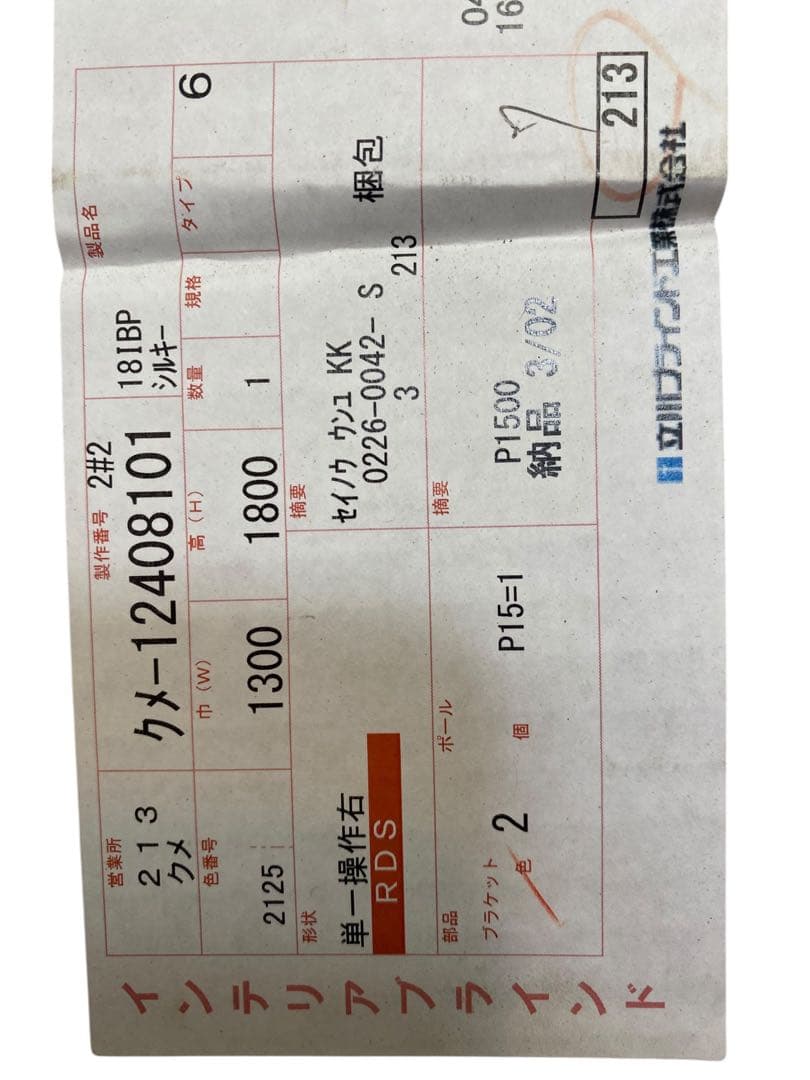 インテリアブラインド
営業所
213
クメ
製作番号 2#2
クメ-12408101
製品名
18IBP
シルキー
色番号
2125
巾(W)
1300
高(H)
1800
数量
1
規格
タイプ
6
形状
単一操作右
RDS
摘要
セイノウ ウンユ KK
0226-0042- S
3 213
梱包
部品
ブラケット
色 2 個
ポール
P15=1
摘要
P1500
納品 3/02
213
立川ブラインド工業株式会社
04
16